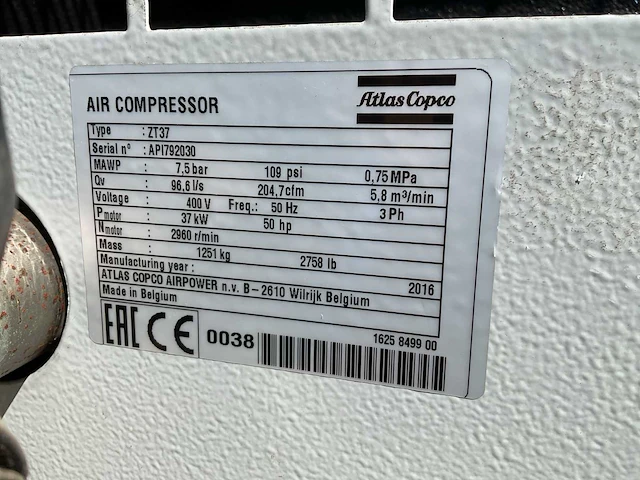 AIR COMPRESSOR
Atlas Copco
Type : ZT37
Serial n° : API792030
MAWP : 7,5 bar 109 psi 0,75 MPa
Qv : 96,6 l/s 204,7cfm 5,8 m³/min
Voltage : 400 V Freq.: 50 Hz 3 Ph
Pmotor : 37 kW 50 hp
Nmotor : 2960 r/min
Mass : 1251 kg 2758 lb
Manufacturing year : 2016
ATLAS COPCO AIRPOWER n.v. B-2610 Wilrijk Belgium
Made in Belgium
EAC CE 0038
1625 8499 00